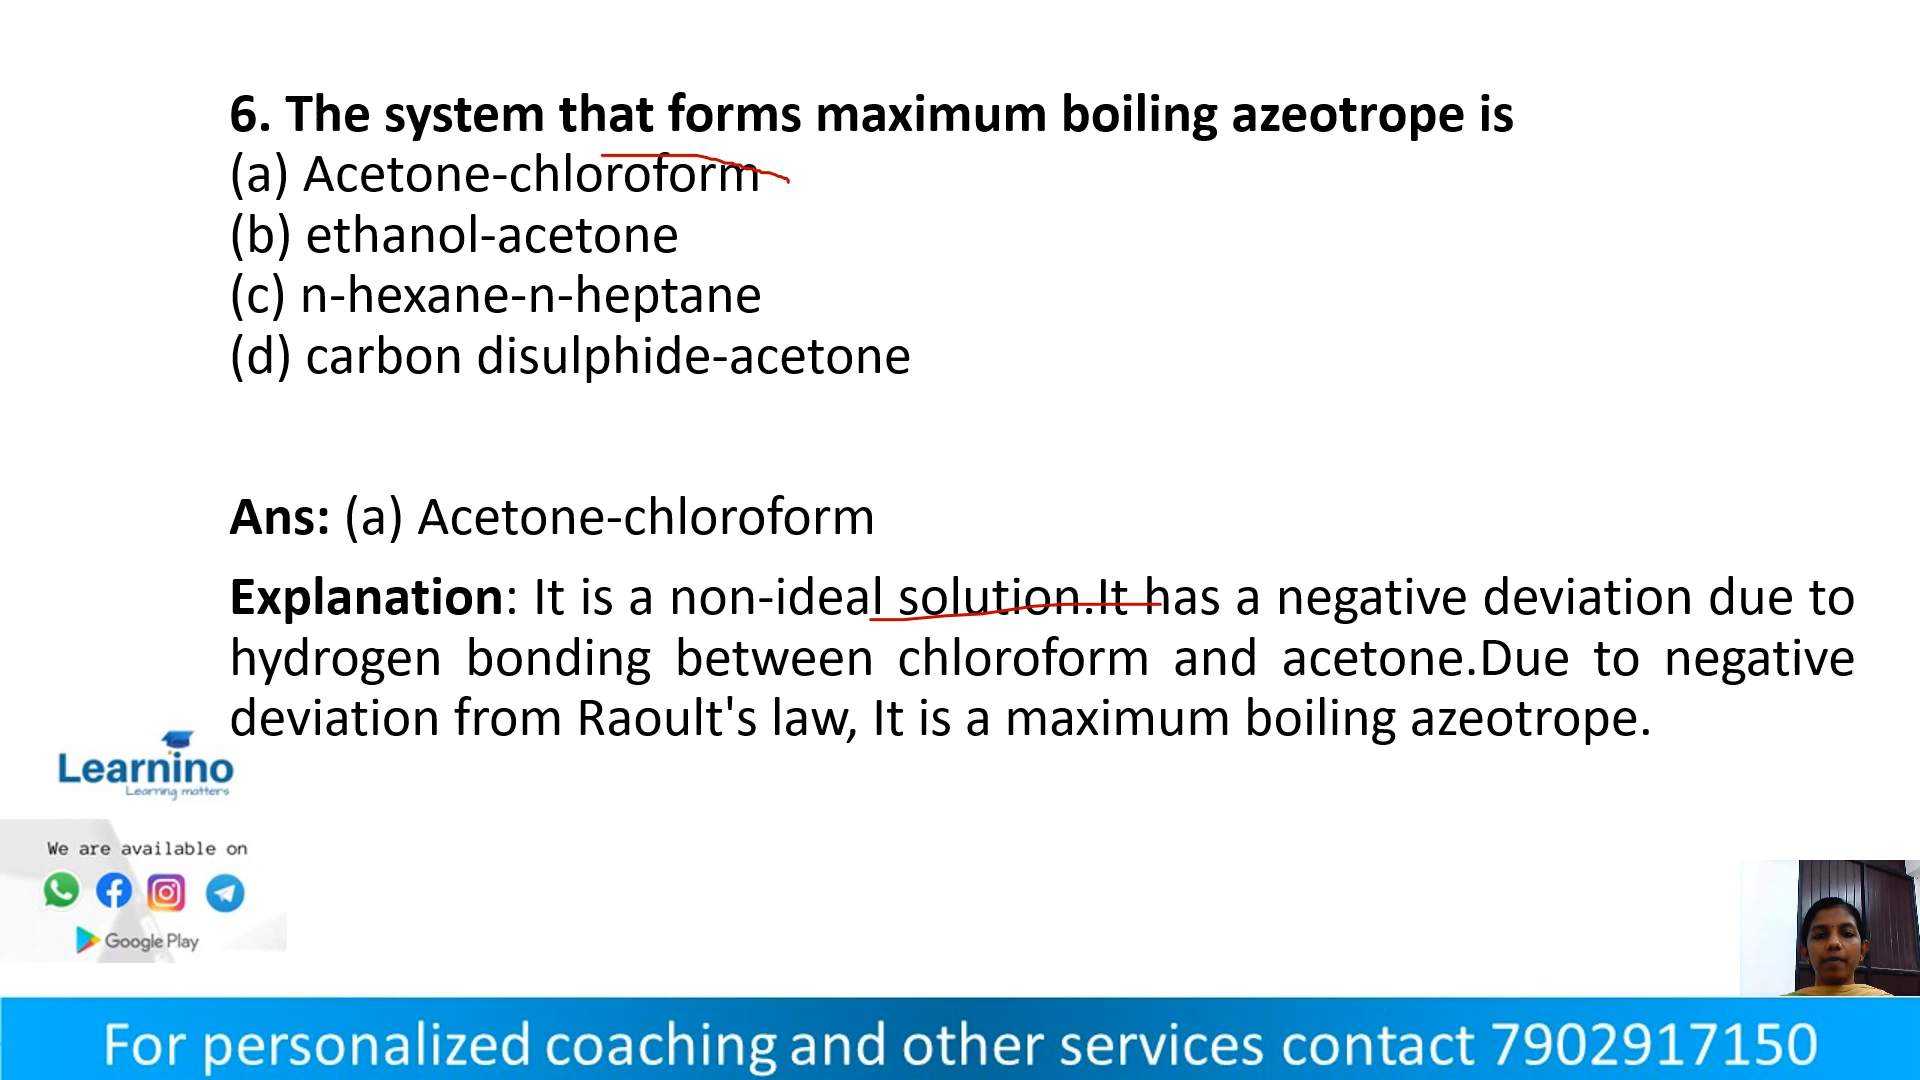 6. The system that forms maximum boiling azeotrope is
(a) Acetone-chloroform
(b) ethanol-acetone
(c) n-hexane-n-heptane
(d) carbon disulphide-acetone
Ans: (a) Acetone-chloroform
Explanation: It is a non-ideal solution.It has a negative deviation due to
hydrogen bonding between chloroform and acetone.Due to negative
deviation from Raoult's law, It is a maximum boiling azeotrope.
Learnino
Learning matters
We are available on
Google Play
For personalized coaching and other services contact 7902917150